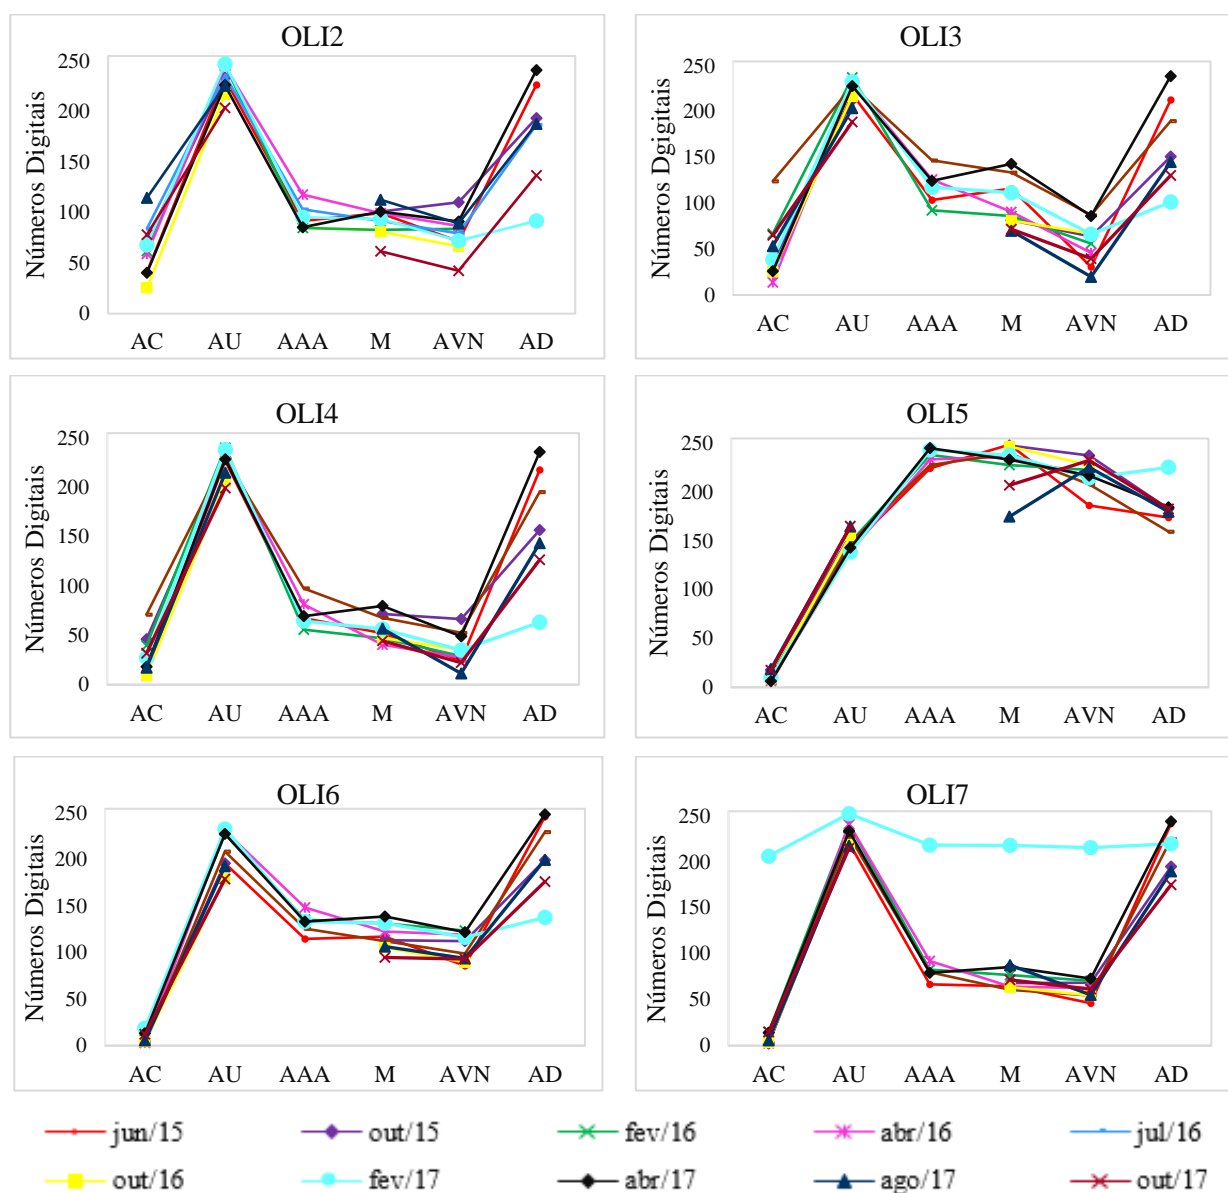 OLI2
Números Digitais
250
200
150
100
50
0
AC AU AAA M AVN AD
OLI3
Números Dgigitais
250
200
150
100
50
0
AC AU AAA M AVN AD
OLI4
Números Digitais
250
200
150
100
50
0
AC AU AAA M AVN AD
OLI5
Números Digitais
250
200
150
100
50
0
AC AU AAA M AVN AD
OLI6
Números Digitais
250
200
150
100
50
0
AC AU AAA M AVN AD
OLI7
Números Digitais
250
200
150
100
50
0
AC AU AAA M AVN AD
jun/15 out/15 fev/16 abr/16 jul/16
out/16 fev/17 abr/17 ago/17 out/17